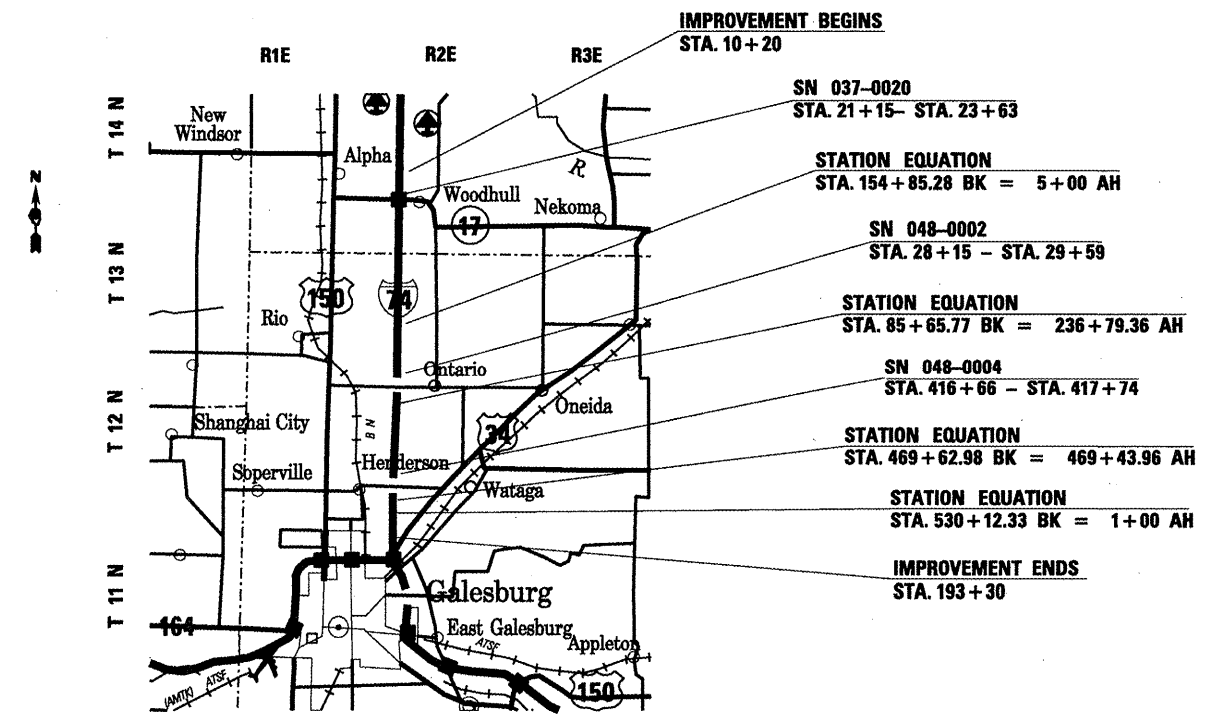 IMPROVEMENT BEGINS
STA. 10+20
R1E R2E R3E
SN 037–0020
STA. 21+15– STA. 23+63
T 14 N
New
Windsor
Alpha
R.
STATION EQUATION
STA. 154+85.28 BK = 5+00 AH
N
Woodhull
Nekoma
17
SN 048–0002
STA. 28+15 – STA. 29+59
T 13 N
150
74
Rio
STATION EQUATION
STA. 85+65.77 BK = 236+79.36 AH
Ontario
SN 048–0004
STA. 416+66 – STA. 417+74
T 12 N
Oneida
Shanghai City
BN
34
STATION EQUATION
STA. 469+62.98 BK = 469+43.96 AH
Henderson
Soperville
Wataga
STATION EQUATION
STA. 530+12.33 BK = 1+00 AH
IMPROVEMENT ENDS
STA. 193+30
T 11 N
Galesburg
164
East Galesburg
ATSF
Appleton
(AMTK) ATSF
150